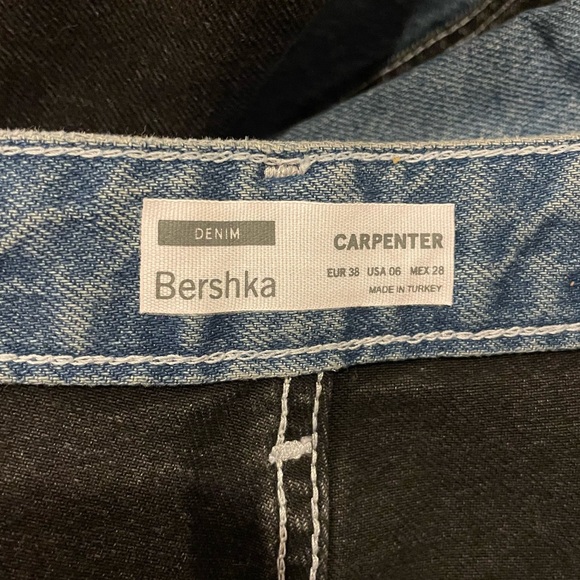 DENIM
Bershka
CARPENTER
EUR 38 USA 06 MEX 28
MADE IN TURKEY